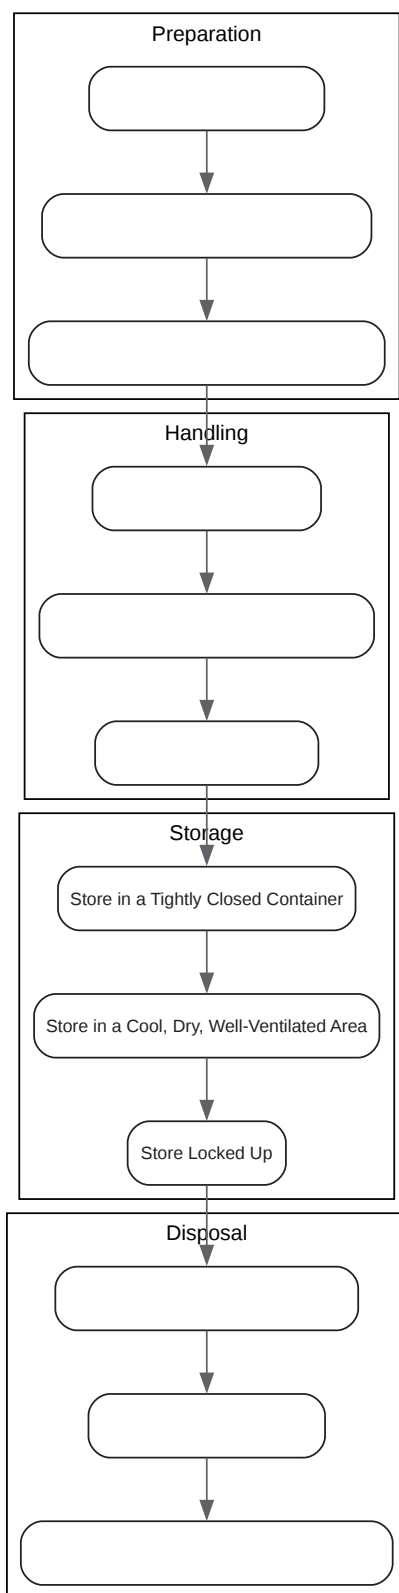 Preparation
Handling
Storage
Store in a Tightly Closed Container
Store in a Cool, Dry, Well-Ventilated Area
Store Locked Up
Disposal